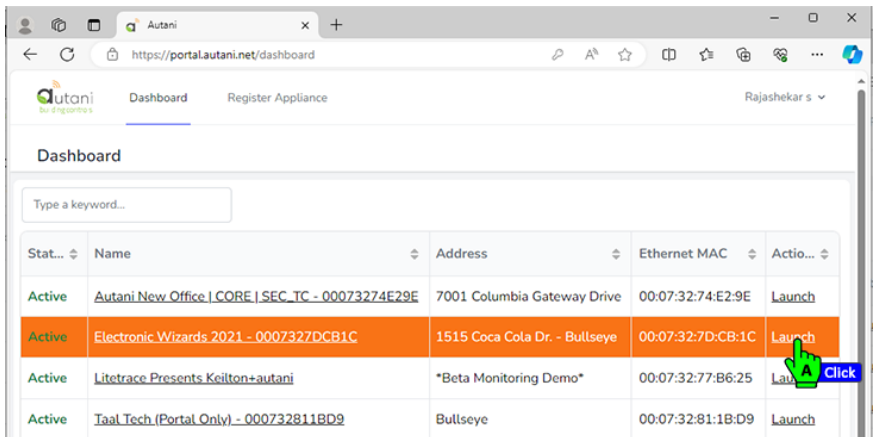 Autani
https://portal.autani.net/dashboard
autani
Dashboard Register Appliance Rajashekar s
Dashboard
Type a keyword...
Stat... Name Address Ethernet MAC Actio...
Active Autani New Office | CORE | SEC_TC - 00073274E29E 7001 Columbia Gateway Drive 00:07:32:74:E2:9E Launch
Active Electronic Wizards 2021 - 0007327DCB1C 1515 Coca Cola Dr. - Bullseye 00:07:32:7D:CB:1C Launch
Active Litetrace Presents Keilton+autani *Beta Monitoring Demo* 00:07:32:77:B6:25
A Click
Active Taal Tech (Portal Only) - 000732811BD9 Bullseye 00:07:32:81:1B:D9 Launch